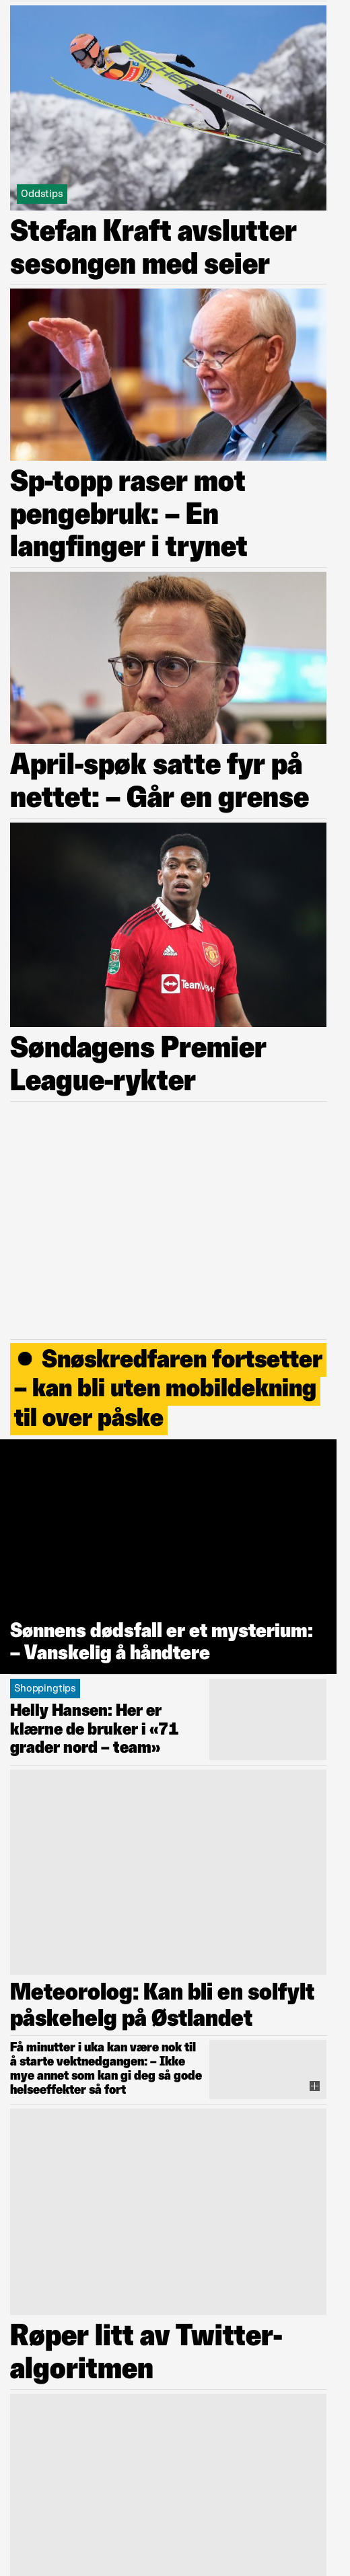 FISCHER
Oddstips
Stefan Kraft avslutter
sesongen med seier
Sp-topp raser mot
pengebruk: – En
langfinger i trynet
April-spøk satte fyr på
nettet: – Går en grense
adidas
Søndagens Premier
League-rykter
Snøskredfaren fortsetter
– kan bli uten mobildekning
til over påske
Sønnens dødsfall er et mysterium:
– Vanskelig å håndtere
Shoppingtips
Helly Hansen: Her er
klærne de bruker i «71
grader nord – team»
Meteorolog: Kan bli en solfylt
påskehelg på Østlandet
Få minutter i uka kan være nok til
å starte vektnedgangen: – Ikke
mye annet som kan gi deg så gode
helseeffekter så fort
Røper litt av Twitter-
algoritmen